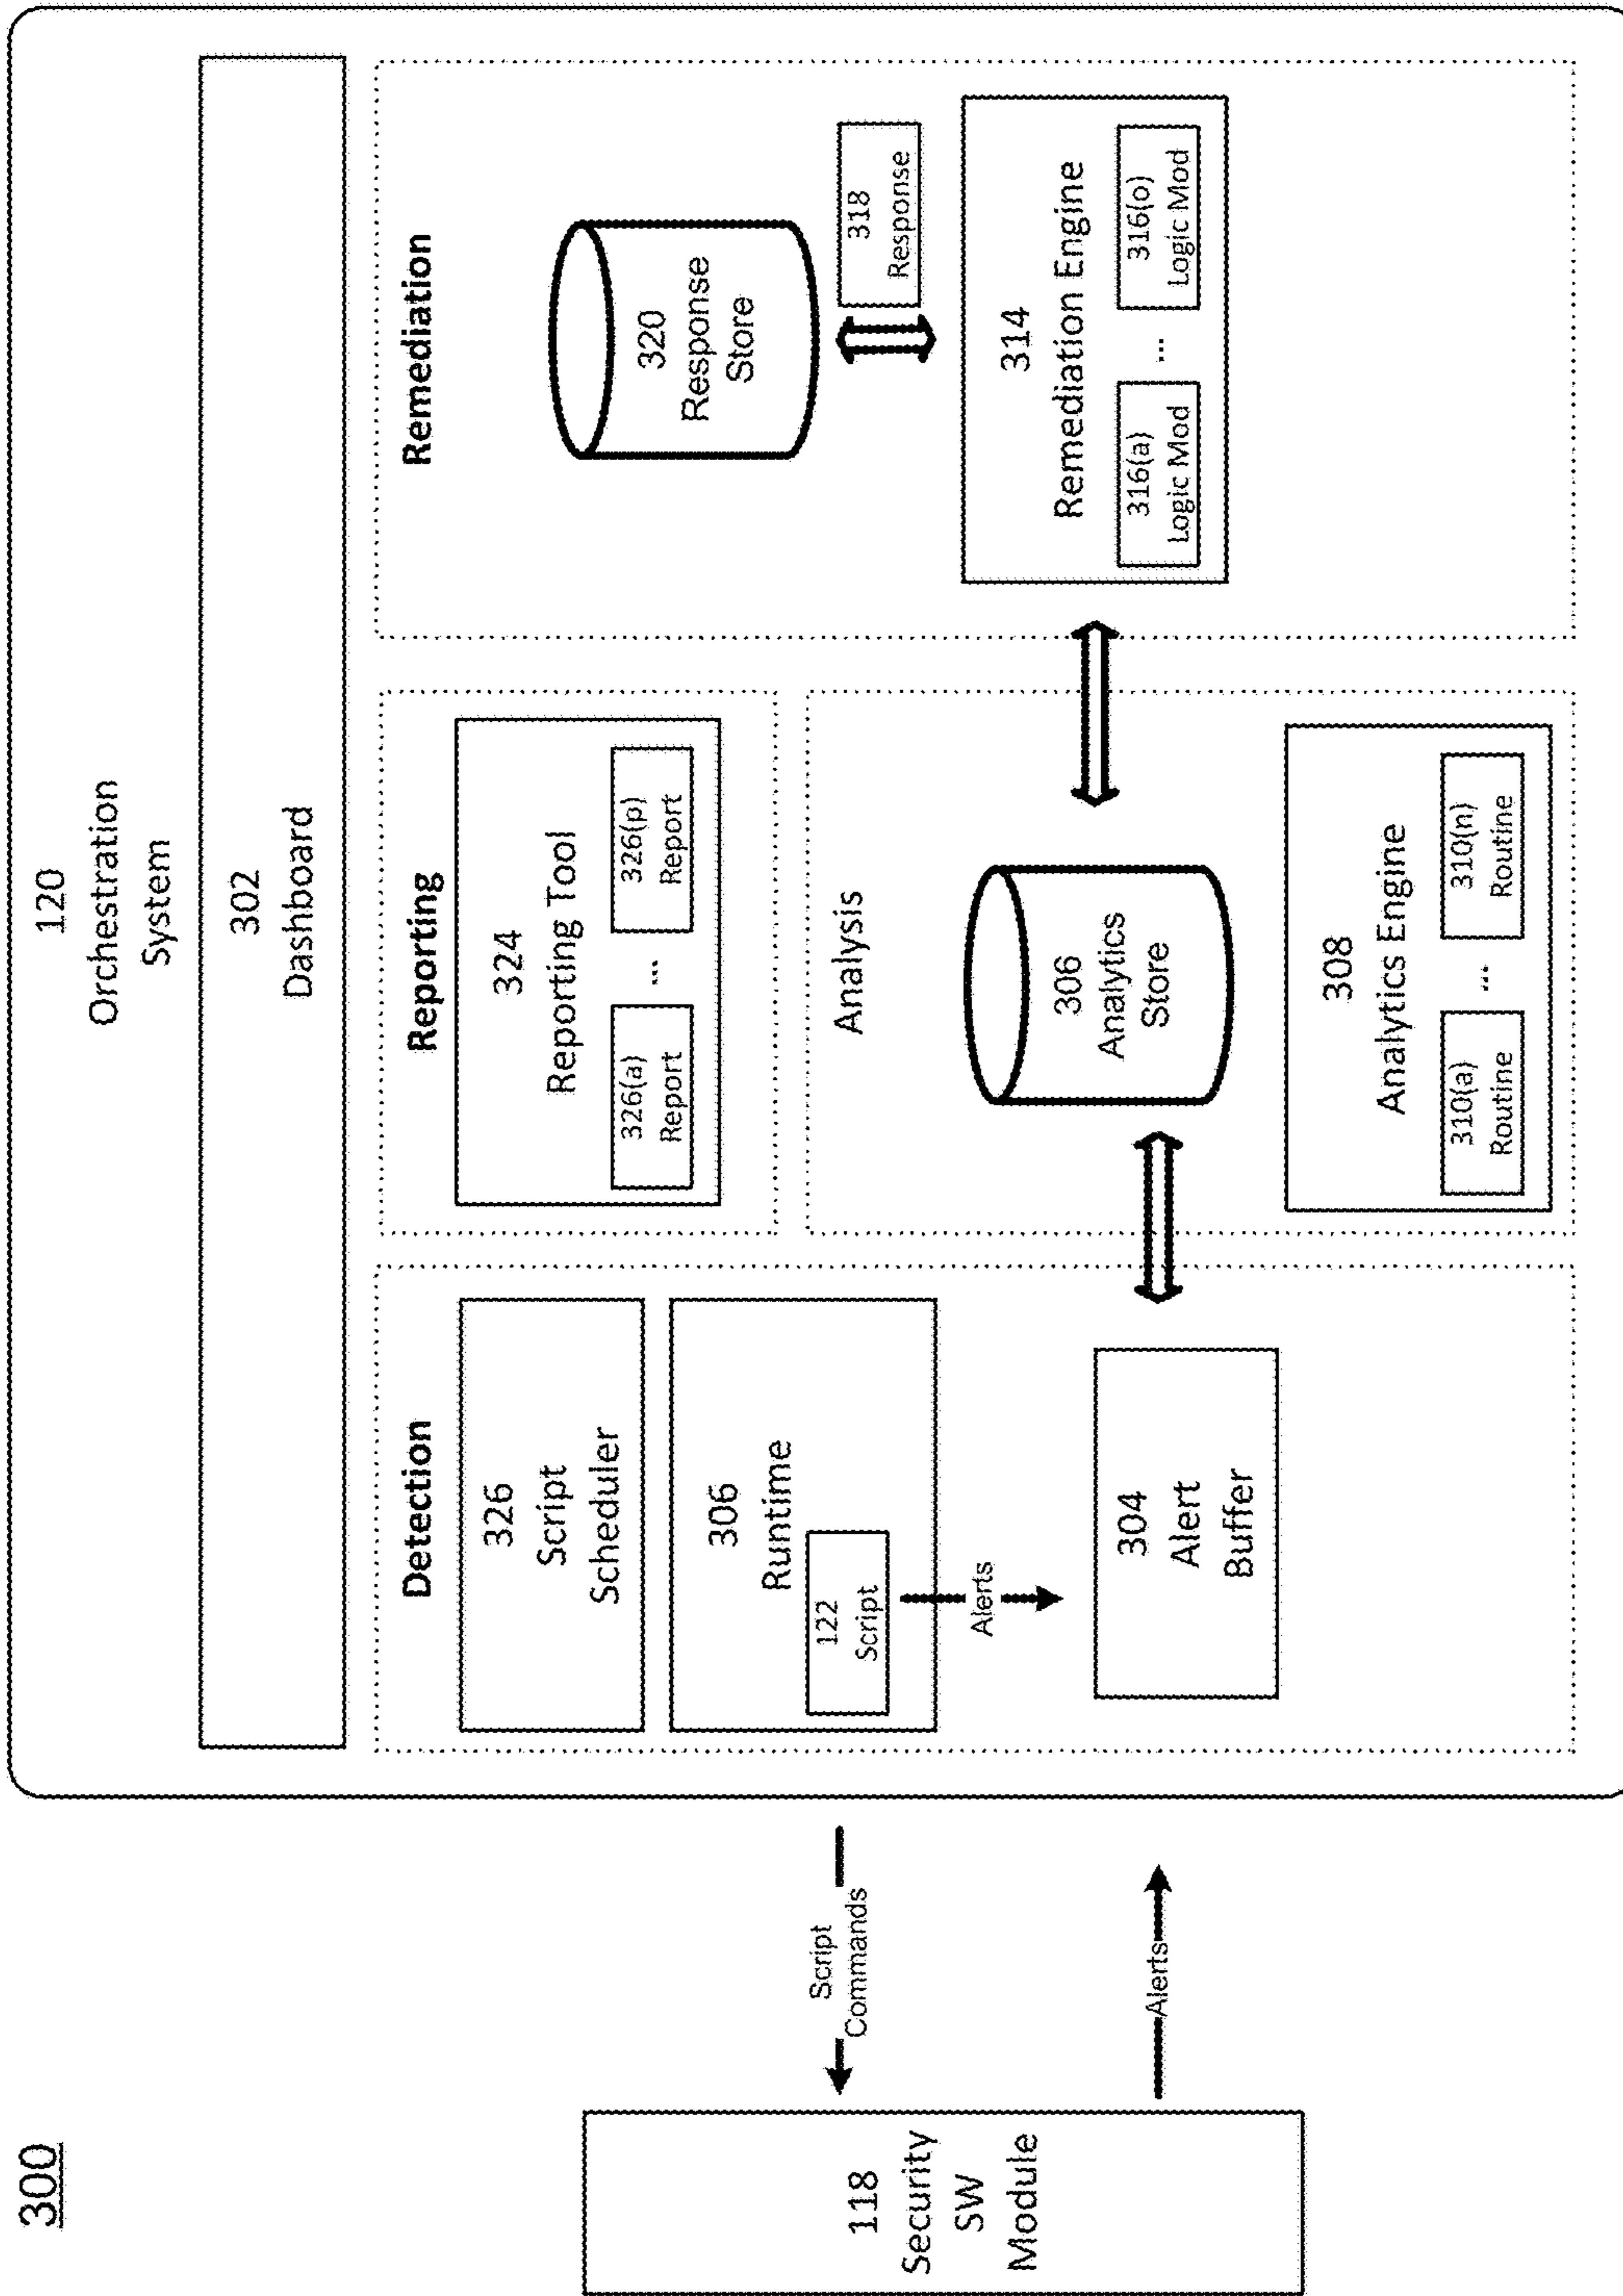 300
120
Orchestration
System
302
Dashboard
Detection
326
Script
Scheduler
306
Runtime
122
Script
Alerts
304
Alert
Buffer
Reporting
324
Reporting Tool
326(a)
Report
...
326(p)
Report
Analysis
306
Analytics
Store
308
Analytics Engine
310(a)
Routine
...
310(n)
Routine
Remediation
320
Response
Store
318
Response
314
Remediation Engine
316(a)
Logic Mod
...
316(o)
Logic Mod
Script
Commands
Alerts
118
Security
SW
Module